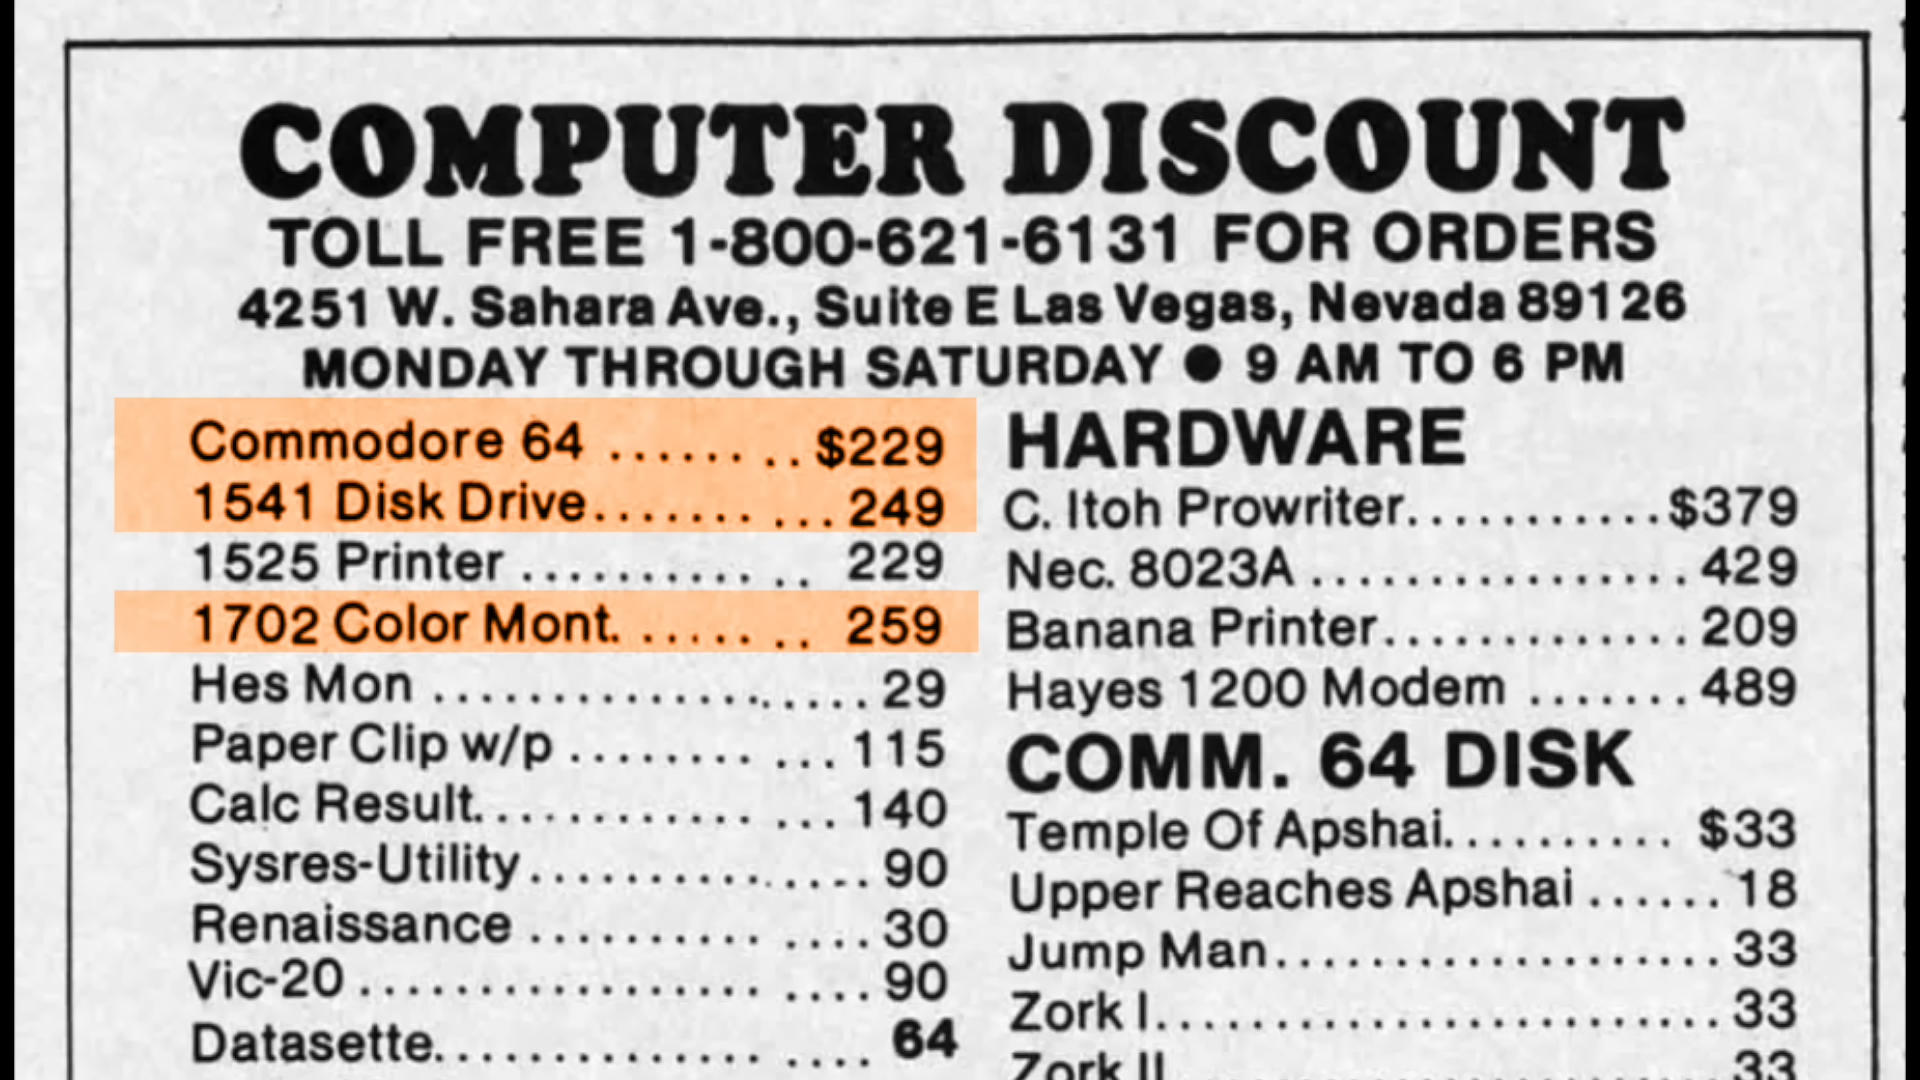 COMPUTER DISCOUNT
TOLL FREE 1-800-621-6131 FOR ORDERS
4251 W. Sahara Ave., Suite E Las Vegas, Nevada 89126
MONDAY THROUGH SATURDAY ● 9 AM TO 6 PM
Commodore 64 ........ $229
1541 Disk Drive.......... 249
1525 Printer ............ 229
1702 Color Mont. ....... 259
Hes Mon ................... 29
Paper Clip w/p ........... 115
Calc Result............... 140
Sysres-Utility.............. 90
Renaissance .............. 30
Vic-20 ..................... 90
Datasette.................. 64
HARDWARE
C. Itoh Prowriter............$379
Nec. 8023A ................ 429
Banana Printer............. 209
Hayes 1200 Modem ....... 489
COMM. 64 DISK
Temple Of Apshai.......... $33
Upper Reaches Apshai ...... 18
Jump Man................... 33
Zork I....................... 33
Zork II...................... 33